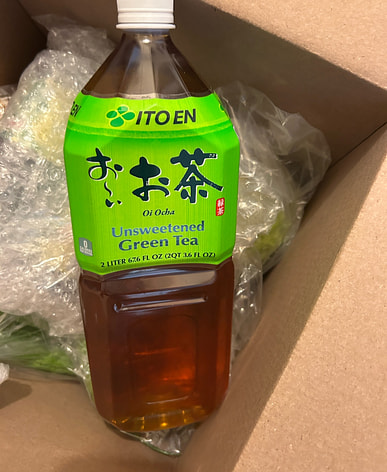 ITO EN
お～いお茶
緑茶
Oi Ocha
Unsweetened
Green Tea
2 LITER 67.6 FL OZ (2QT 3.6 FL OZ)